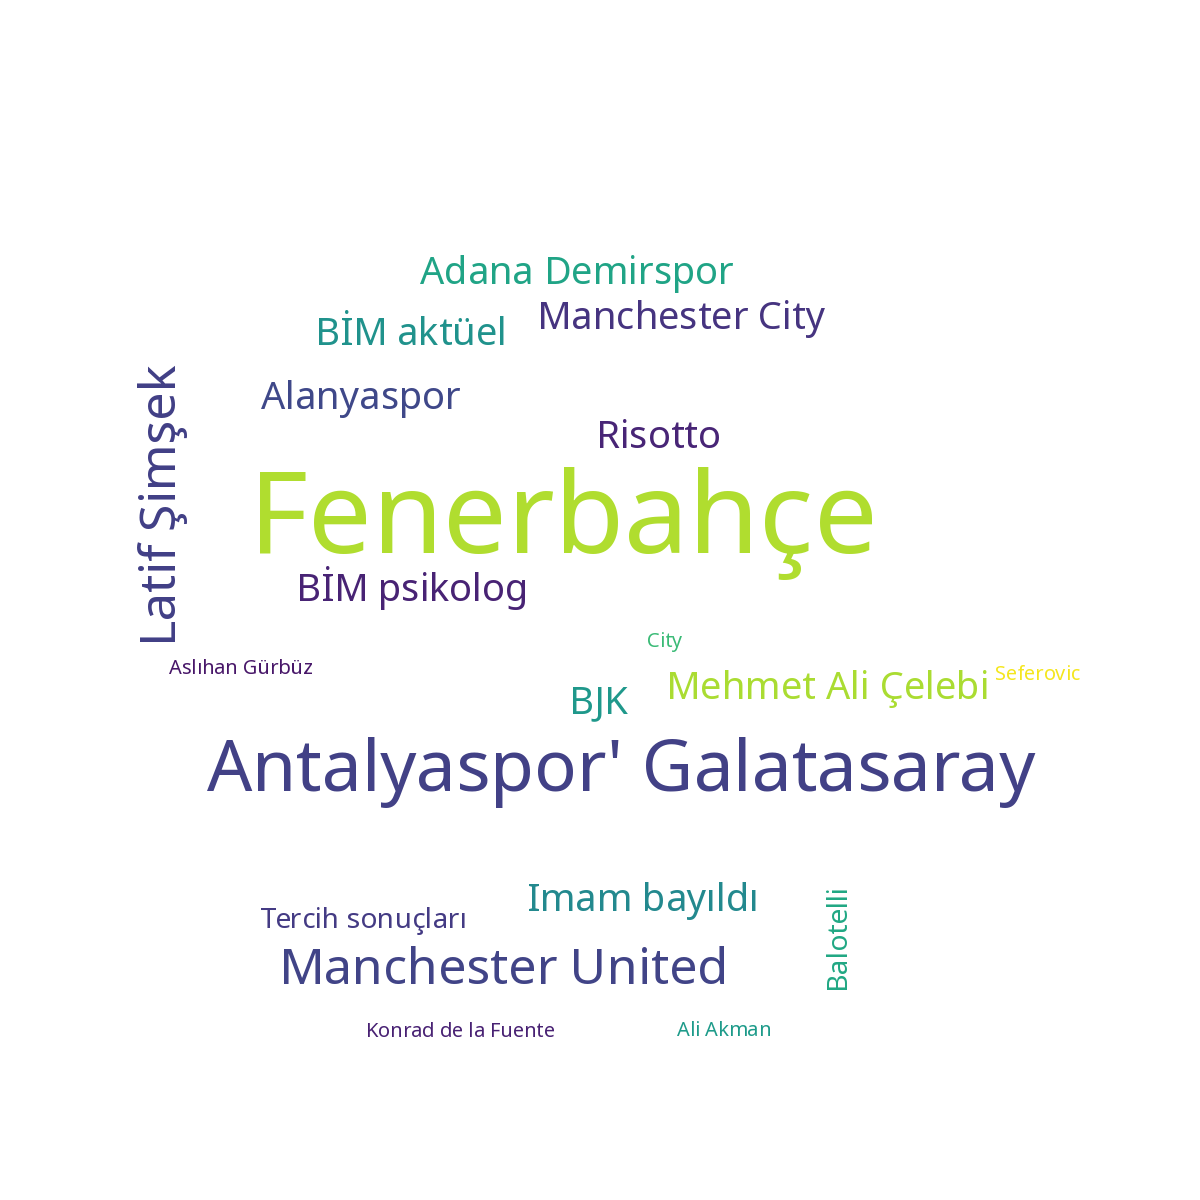 Adana Demirspor
Manchester City
BİM aktüel
Latif Şimşek
Alanyaspor
Risotto
Fenerbahçe
BİM psikolog
City
Aslıhan Gürbüz
Mehmet Ali Çelebi
Seferovic
BJK
Antalyaspor' Galatasaray
Imam bayıldı
Balotelli
Tercih sonuçları
Manchester United
Konrad de la Fuente
Ali Akman